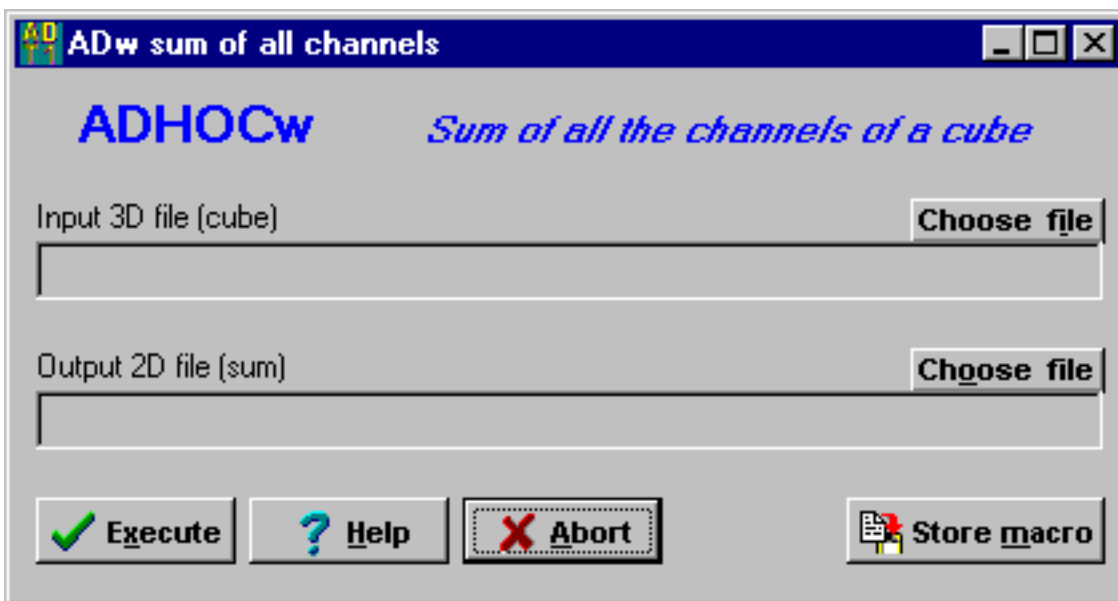 ADw sum of all channels
ADHOCw Sum of all the channels of a cube
Input 3D file (cube) Choose file
Output 2D file (sum) Choose file
Execute Help Abort Store macro